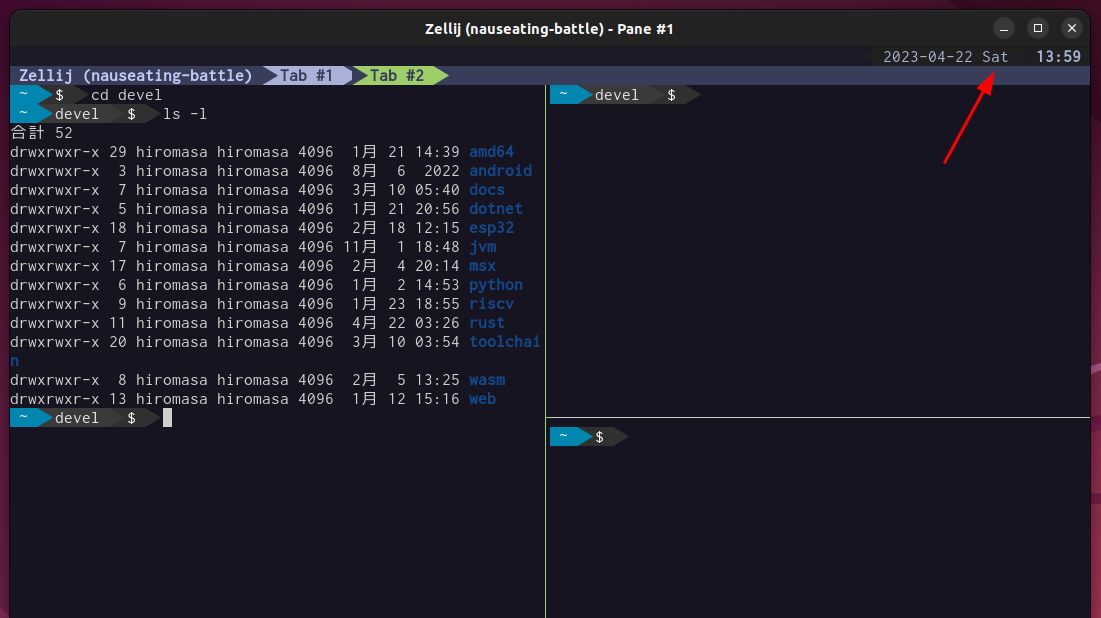 Zellij (nauseating-battle) - Pane #1
2023-04-22 Sat 13:59
Zellij (nauseating-battle) Tab #1 Tab #2
~ $ cd devel
~ devel $ ls -l
合計 52
drwxrwxr-x 29 hiromasa hiromasa 4096  1月 21 14:39 amd64
drwxrwxr-x  3 hiromasa hiromasa 4096  8月  6  2022 android
drwxrwxr-x  7 hiromasa hiromasa 4096  3月 10 05:40 docs
drwxrwxr-x  5 hiromasa hiromasa 4096  1月 21 20:56 dotnet
drwxrwxr-x 18 hiromasa hiromasa 4096  2月 18 12:15 esp32
drwxrwxr-x  7 hiromasa hiromasa 4096 11月  1 18:48 jvm
drwxrwxr-x 17 hiromasa hiromasa 4096  2月  4 20:14 msx
drwxrwxr-x  6 hiromasa hiromasa 4096  1月  2 14:53 python
drwxrwxr-x  9 hiromasa hiromasa 4096  1月 23 18:55 riscv
drwxrwxr-x 11 hiromasa hiromasa 4096  4月 22 03:26 rust
drwxrwxr-x 20 hiromasa hiromasa 4096  3月 10 03:54 toolchai
n
drwxrwxr-x  8 hiromasa hiromasa 4096  2月  5 13:25 wasm
drwxrwxr-x 13 hiromasa hiromasa 4096  1月 12 15:16 web
~ devel $
~ devel $
~ $